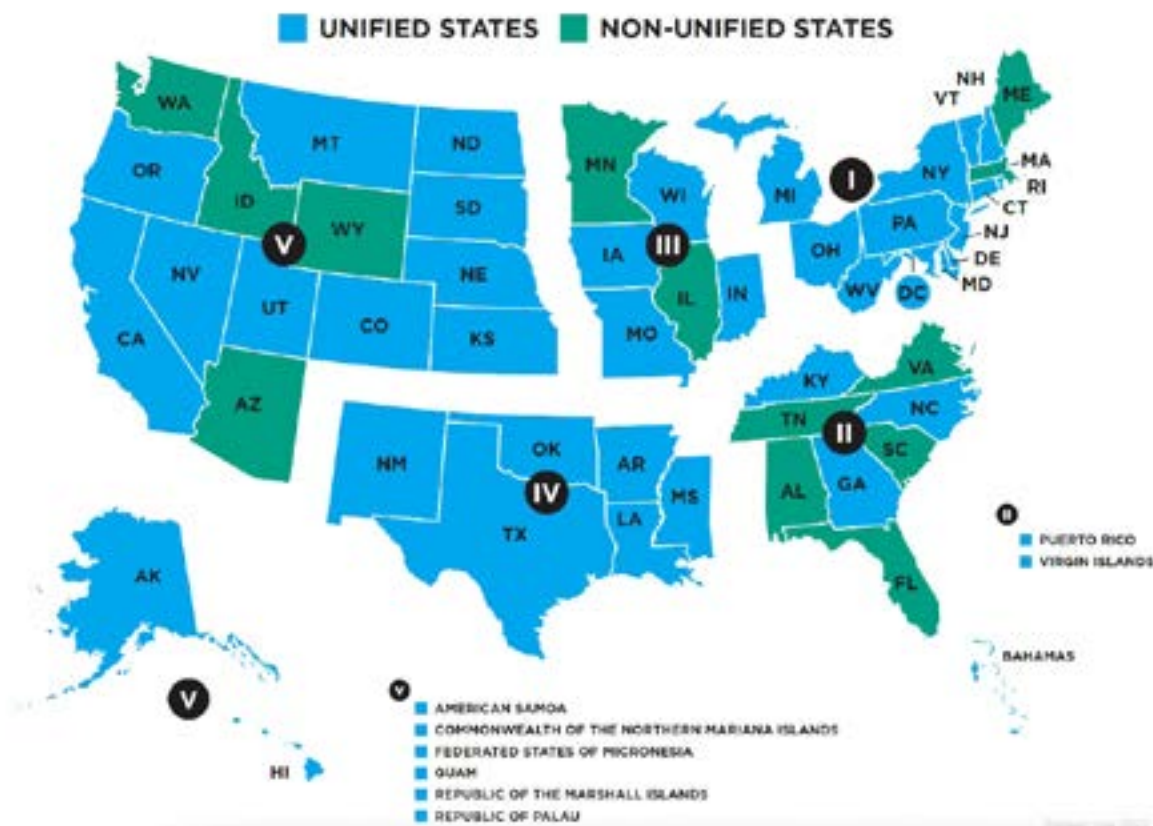 UNIFIED STATES NON-UNIFIED STATES
WA
MT
ND
OR
ID
SD
WY
V
NV
NE
UT
CO
KS
CA
AZ
MN
WI
MI
III
IA
IL
IN
MO
NH
VT
ME
I
NY
MA
RI
CT
PA
NJ
OH
DE
MD
WV
DC
NM
OK
AR
IV
MS
TX
LA
KY
VA
TN
NC
II
SC
AL
GA
FL
II
PUERTO RICO
VIRGIN ISLANDS
BAHAMAS
AK
V
HI
V
AMERICAN SAMOA
COMMONWEALTH OF THE NORTHERN MARIANA ISLANDS
FEDERATED STATES OF MICRONESIA
GUAM
REPUBLIC OF THE MARSHALL ISLANDS
REPUBLIC OF PALAU